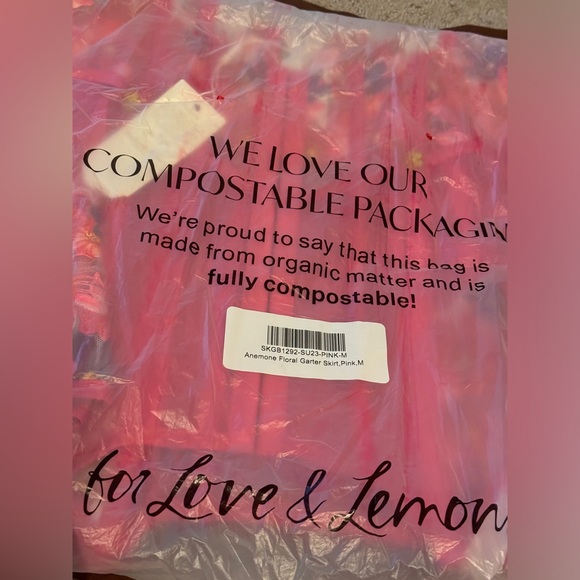 WE LOVE OUR
COMPOSTABLE PACKAGIN
We're proud to say that this bag is
made from organic matter and is
fully compostable!
SKGB1292-SU23-PINK-M
Anemone Floral Garter Skirt,Pink,M
for Love & Lemon